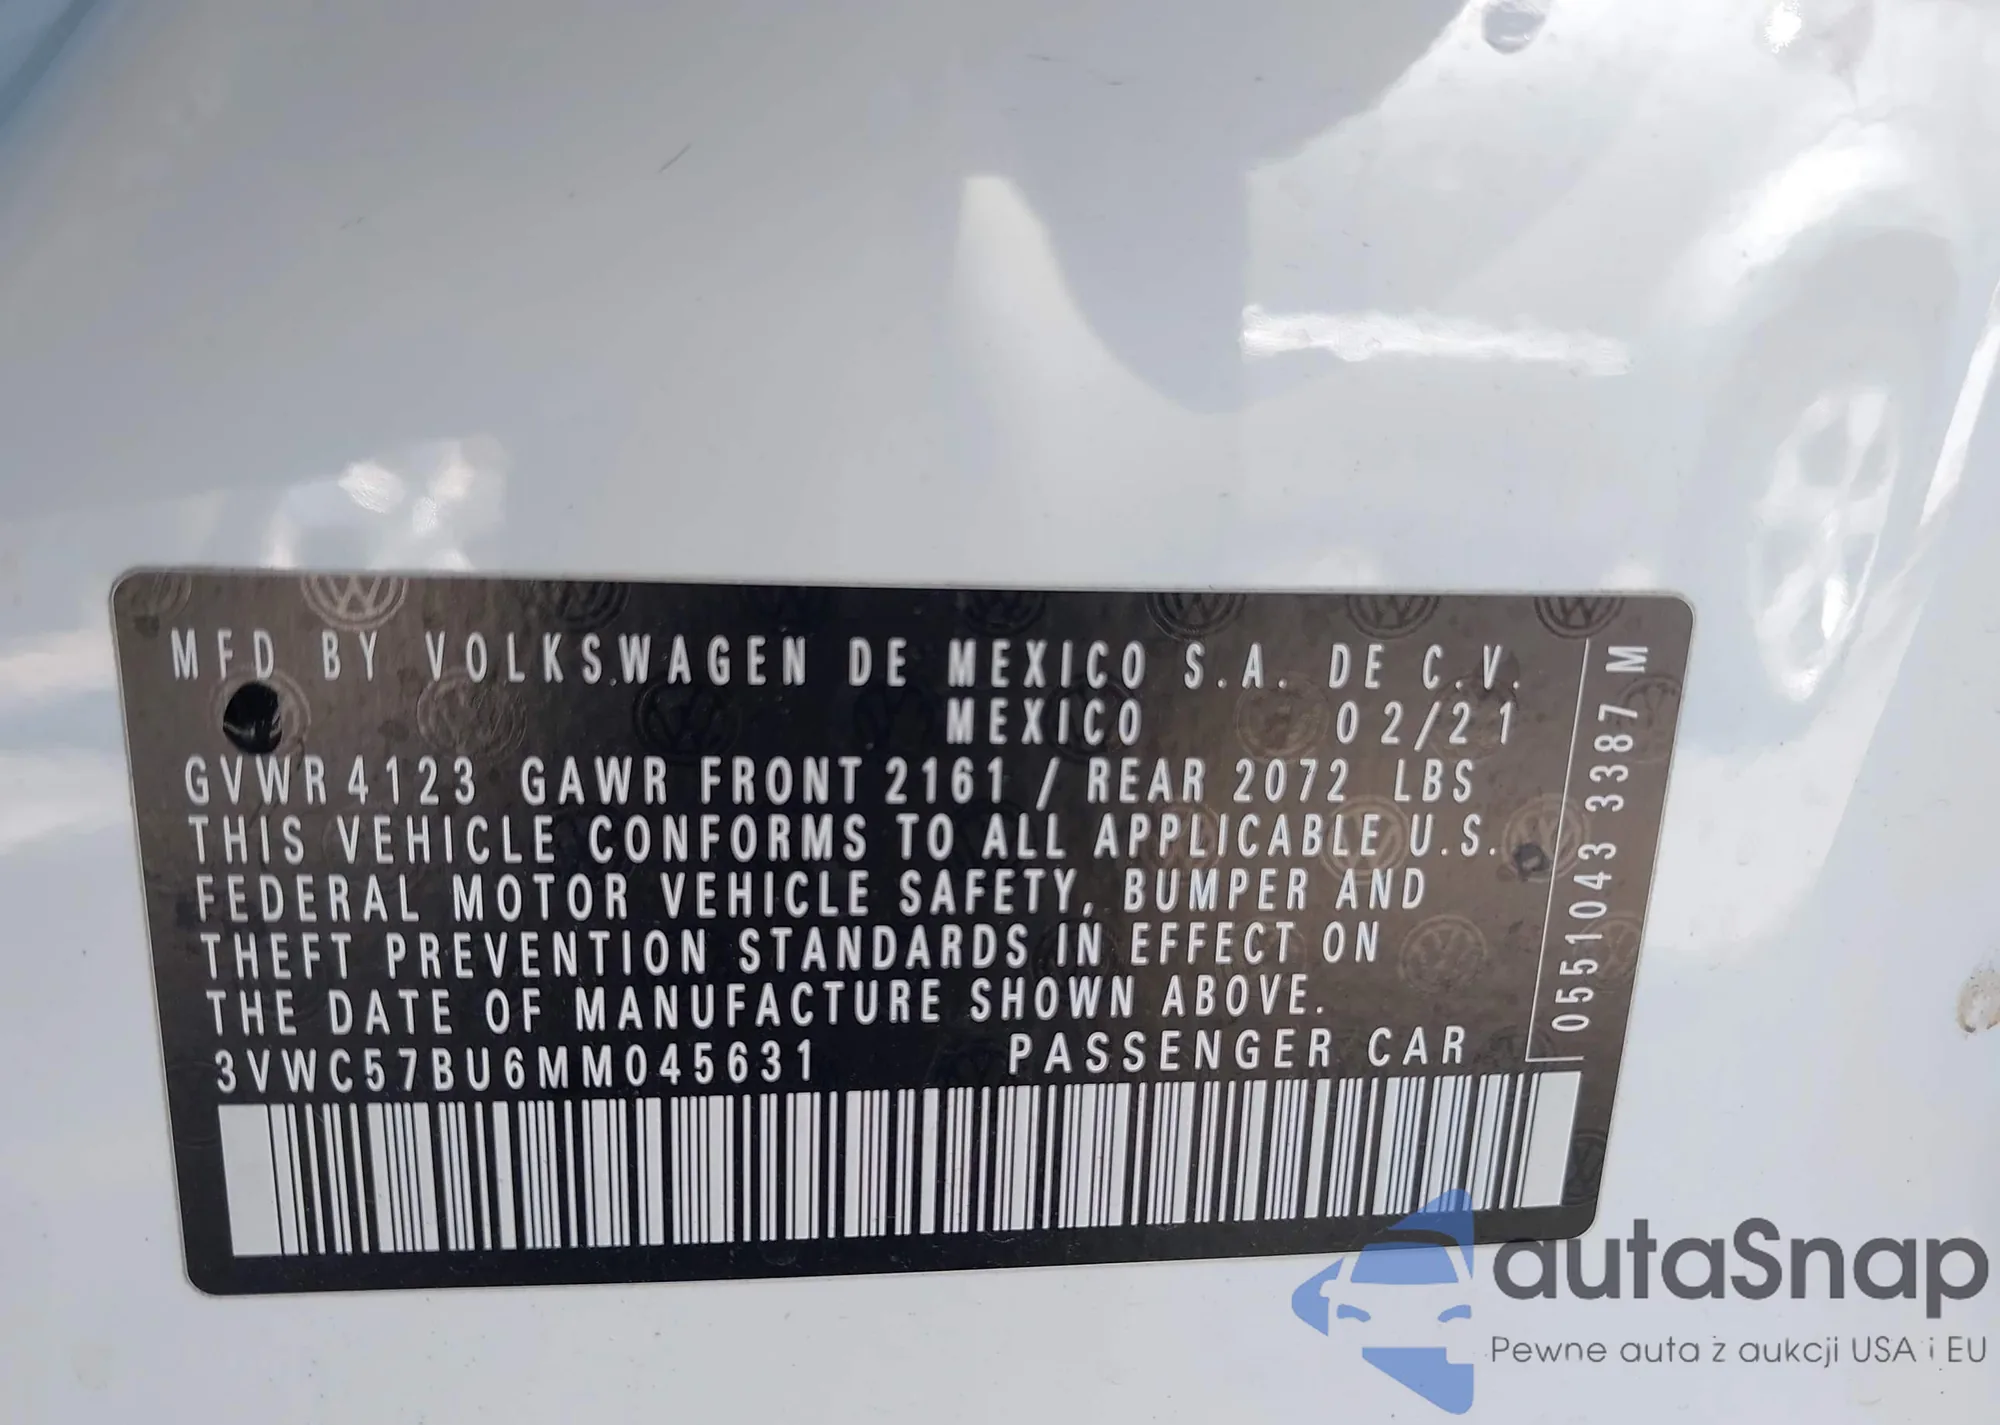 MFD BY VOLKSWAGEN DE MEXICO S.A. DE C.V.
MEXICO 02/21
GVWR 4123 GAWR FRONT 2161 / REAR 2072 LBS
THIS VEHICLE CONFORMS TO ALL APPLICABLE U.S.
FEDERAL MOTOR VEHICLE SAFETY, BUMPER AND
THEFT PREVENTION STANDARDS IN EFFECT ON
THE DATE OF MANUFACTURE SHOWN ABOVE.
3VWC57BU6MM045631 PASSENGER CAR
0551043 3387 M
autaSnap
Pewne auta z aukcji USA i EU